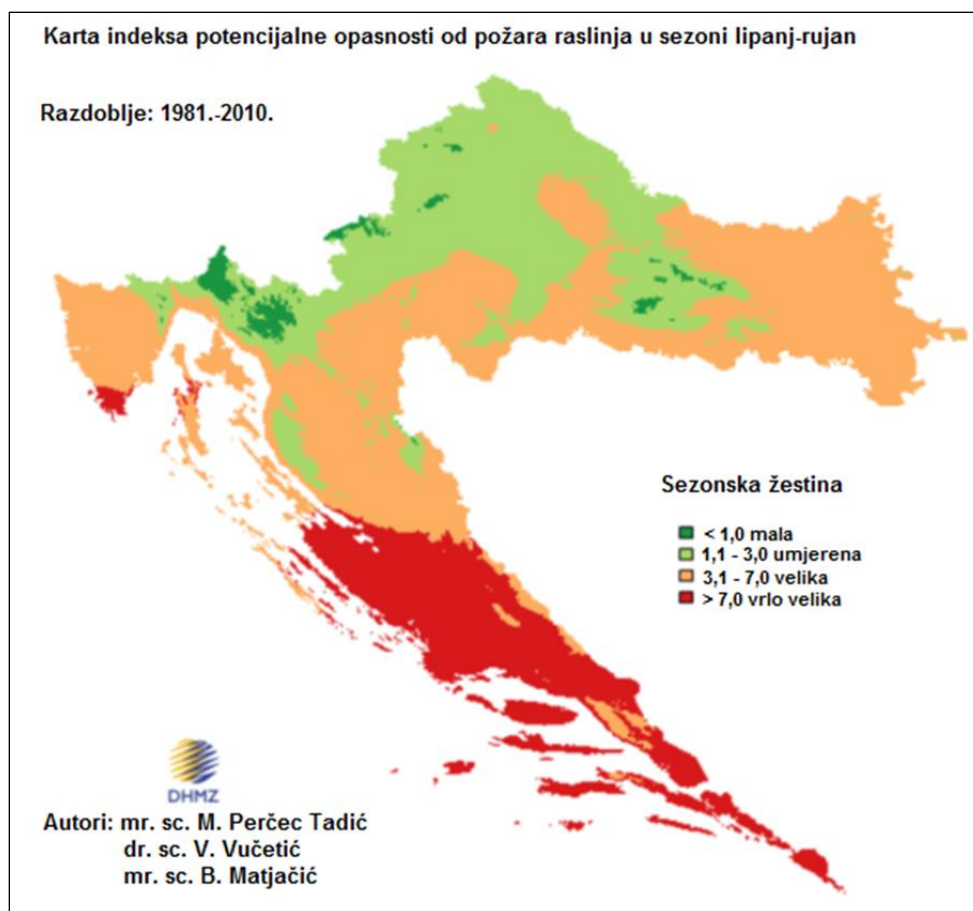 Karta indeksa potencijalne opasnosti od požara raslinja u sezoni lipanj-rujan
Razdoblje: 1981.-2010.
Sezonska žestina
< 1,0 mala
1,1 - 3,0 umjerena
3,1 - 7,0 velika
> 7,0 vrlo velika
DHMZ
Autori: mr. sc. M. Perčec Tadić
dr. sc. V. Vučetić
mr. sc. B. Matjačić